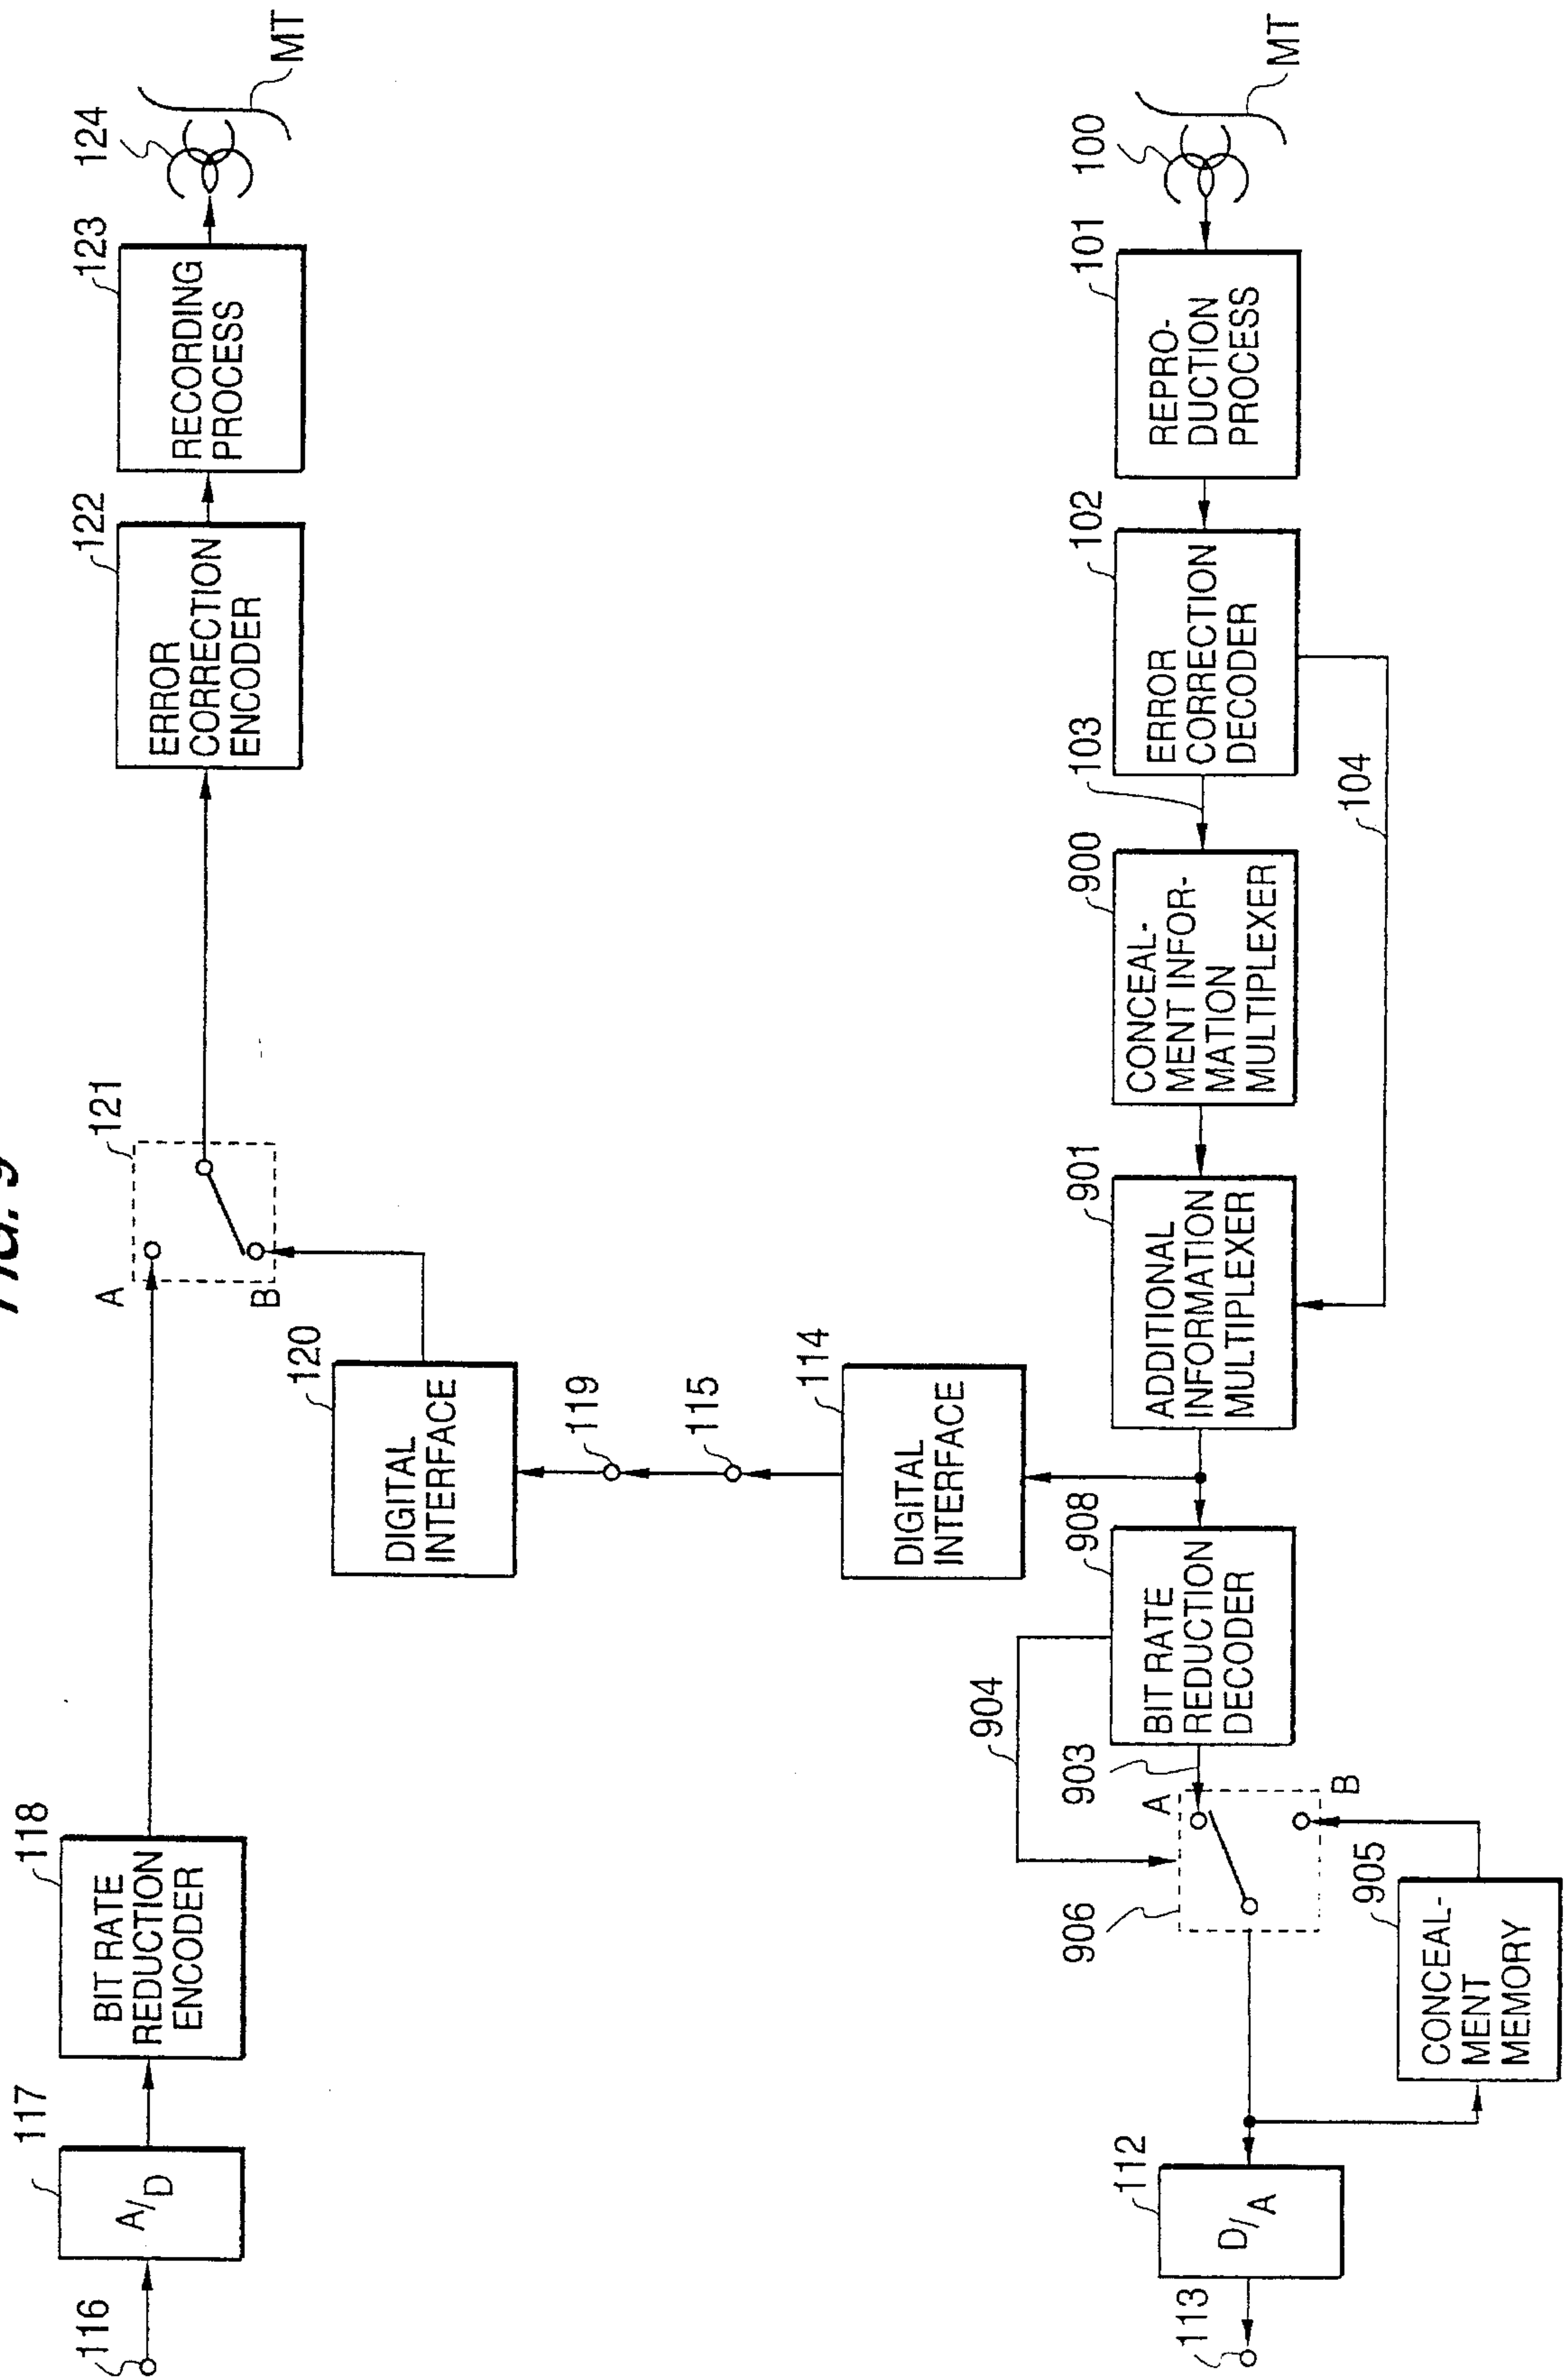 FIG. 9
116
117
A/D
118
BIT RATE
REDUCTION
ENCODER
A
B
121
122
ERROR
CORRECTION
ENCODER
123
RECORDING
PROCESS
124
MT
120
DIGITAL
INTERFACE
119
115
114
DIGITAL
INTERFACE
113
112
D/A
906
904
903
A
B
905
CONCEAL-
MENT
MEMORY
908
BIT RATE
REDUCTION
DECODER
901
ADDITIONAL
INFORMATION
MULTIPLEXER
900
CONCEAL-
MENT INFOR-
MATION
MULTIPLEXER
103
104
102
ERROR
CORRECTION
DECODER
101
REPRO-
DUCTION
PROCESS
100
MT